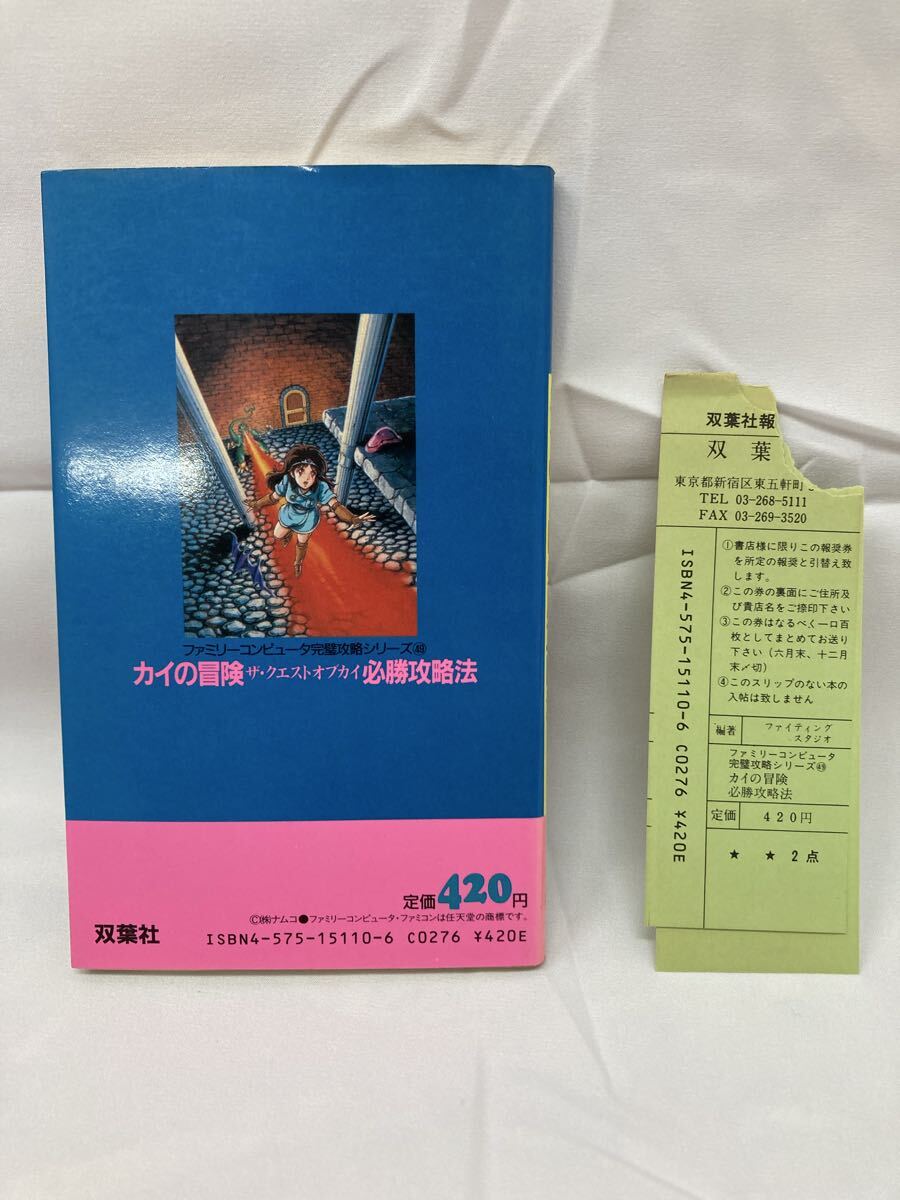 ファミリーコンピュータ完璧攻略シリーズ㊾
カイの冒険 ザ・クエストオブカイ 必勝攻略法
定価420円
©㈱ナムコ●ファミリーコンピュータ・ファミコンは任天堂の商標です。
双葉社
ISBN4-575-15110-6 C0276 ¥420E
双葉社報
双葉
東京都新宿区東五軒町
TEL 03-268-5111
FAX 03-269-3520
ISBN4-575-15110-6 C0276 ¥420E
①書店様に限りこの報奨券
を所定の報奨と引替え致
します。
②この券の裏面にご住所及
び貴店名をご捺印下さい
③この券はなるべく一口百
枚としてまとめてお送り
下さい（六月末、十二月
末〆切）
④このスリップのない本の
入帖は致しません
編著
ファイティング
スタジオ
ファミリーコンピュータ
完璧攻略シリーズ㊾
カイの冒険
必勝攻略法
定価 420円
★ ★ 2点